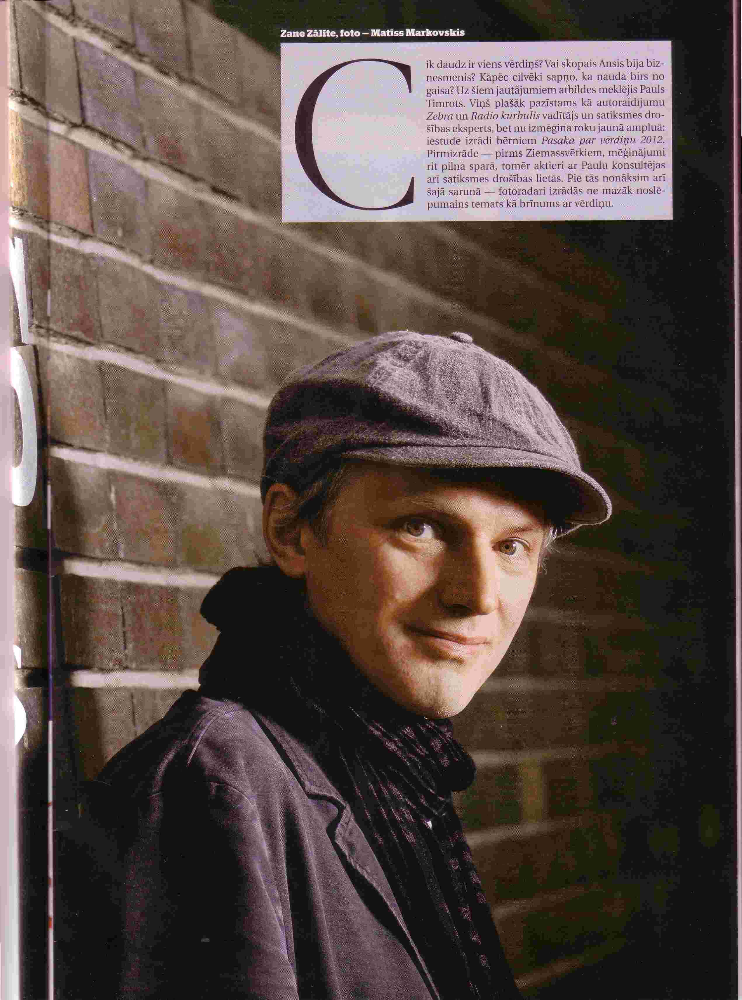 Zane Zālīte, foto — Matīss Markovskis
Cik daudz ir viens vērdiņš? Vai skopais Ansis bija biz-
nesmenis? Kāpēc cilvēki sapņo, ka nauda birs no
gaisa? Uz šiem jautājumiem atbildes meklējis Pauls
Timrots. Viņš plašāk pazīstams kā autoraidījumu
Zebra un Radio kurbulis vadītājs un satiksmes dro-
šības eksperts, bet nu izmēģina roku jaunā ampluā:
iestudē izrādi bērniem Pasaka par vērdiņu 2012.
Pirmizrāde — pirms Ziemassvētkiem, mēģinājumi
rit pilnā sparā, tomēr aktieri ar Paulu konsultējas
arī satiksmes drošības lietās. Pie tās nonāksim arī
šajā sarunā — fotoradari izrādās ne mazāk noslē-
pumains temats kā brīnums ar vērdiņu.